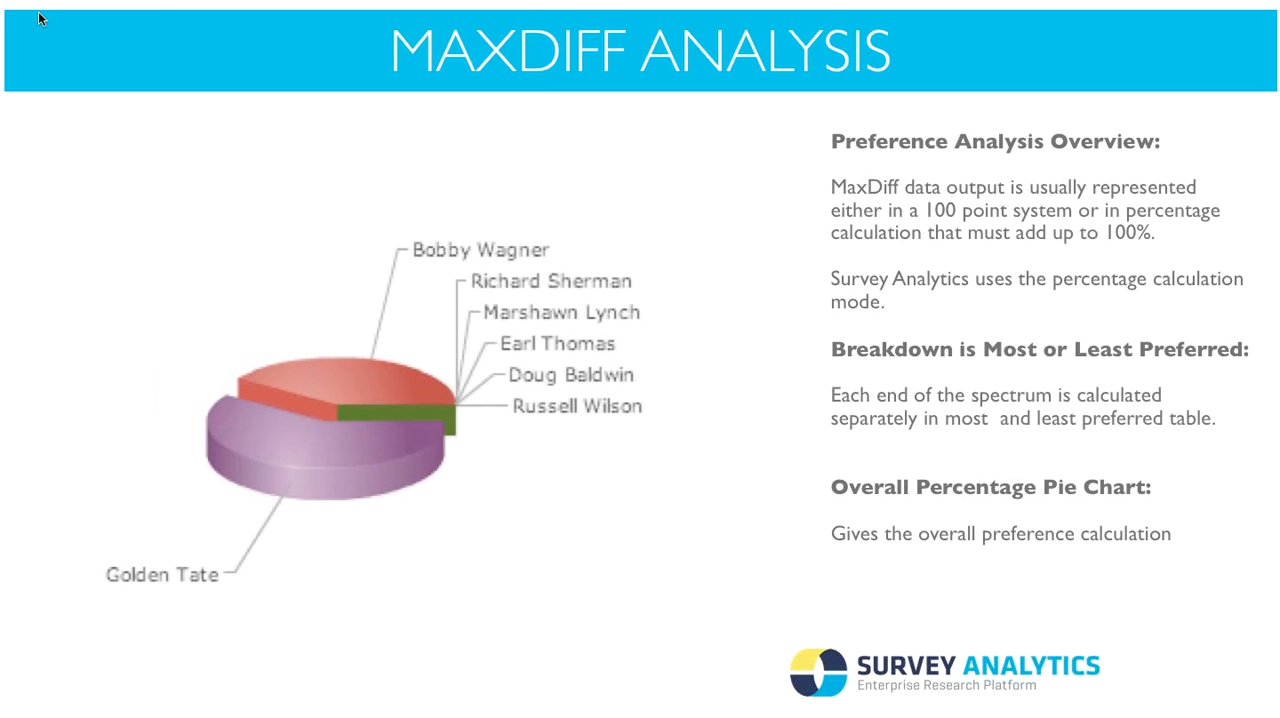 MAXDIFF ANALYSIS
Bobby Wagner
Richard Sherman
Marshawn Lynch
Earl Thomas
Doug Baldwin
Russell Wilson
Golden Tate
Preference Analysis Overview:
MaxDiff data output is usually represented
either in a 100 point system or in percentage
calculation that must add up to 100%.
Survey Analytics uses the percentage calculation
mode.
Breakdown is Most or Least Preferred:
Each end of the spectrum is calculated
separately in most  and least preferred table.
Overall Percentage Pie Chart:
Gives the overall preference calculation
SURVEY ANALYTICS
Enterprise Research Platform